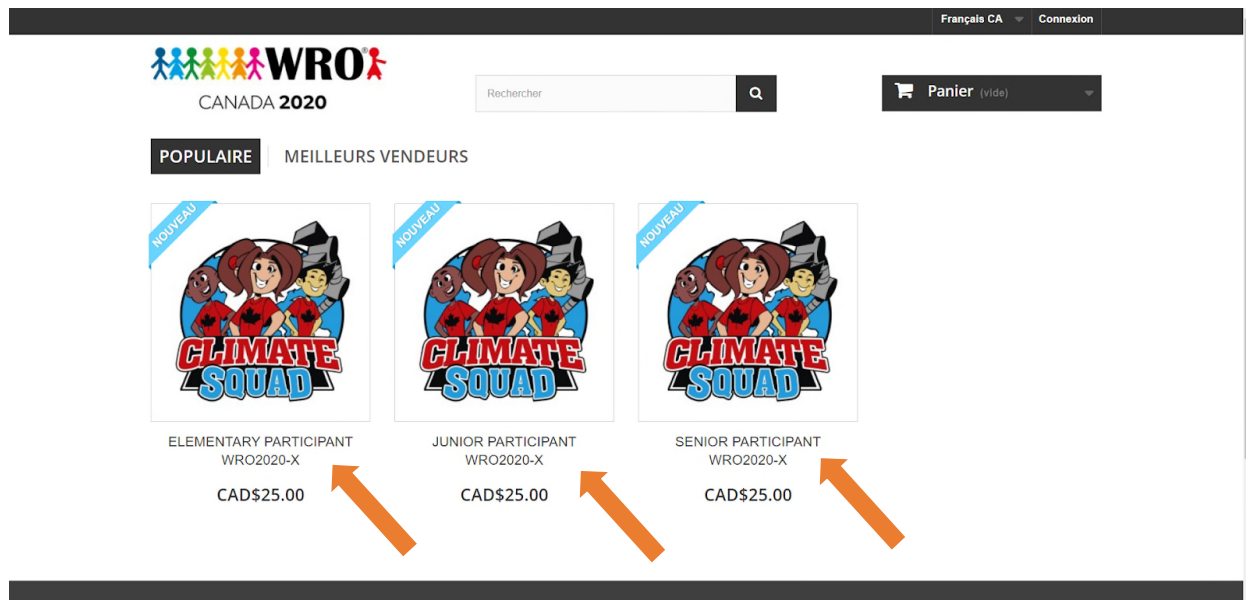 Français CA
Connexion
WRO®
CANADA 2020
Rechercher
Panier (vide)
POPULAIRE
MEILLEURS VENDEURS
NOUVEAU
NOUVEAU
NOUVEAU
CLIMATE
SQUAD
CLIMATE
SQUAD
CLIMATE
SQUAD
ELEMENTARY PARTICIPANT
WRO2020-X
CAD$25.00
JUNIOR PARTICIPANT
WRO2020-X
CAD$25.00
SENIOR PARTICIPANT
WRO2020-X
CAD$25.00